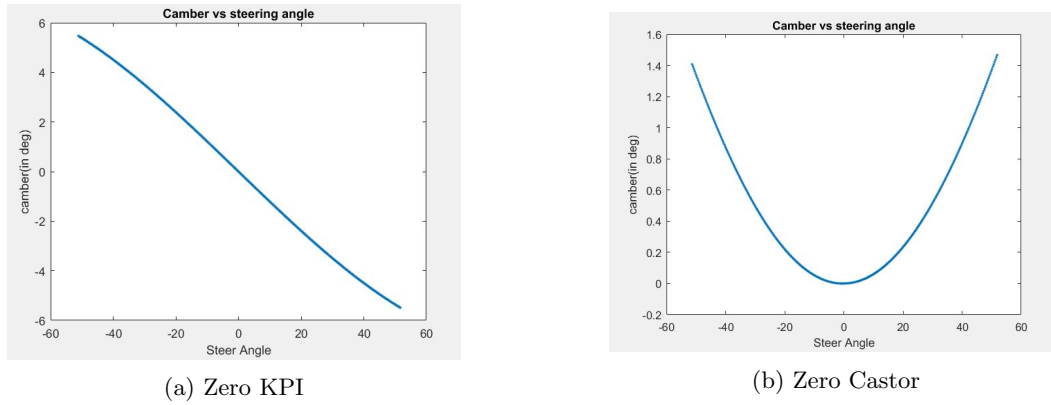 Camber vs steering angle
6
4
2
0
-2
-4
-6
camber(in deg)
-60 -40 -20 0 20 40 60
Steer Angle
(a) Zero KPI
Camber vs steering angle
1.6
1.4
1.2
1
0.8
0.6
0.4
0.2
0
-0.2
camber(in deg)
-60 -40 -20 0 20 40 60
Steer Angle
(b) Zero Castor